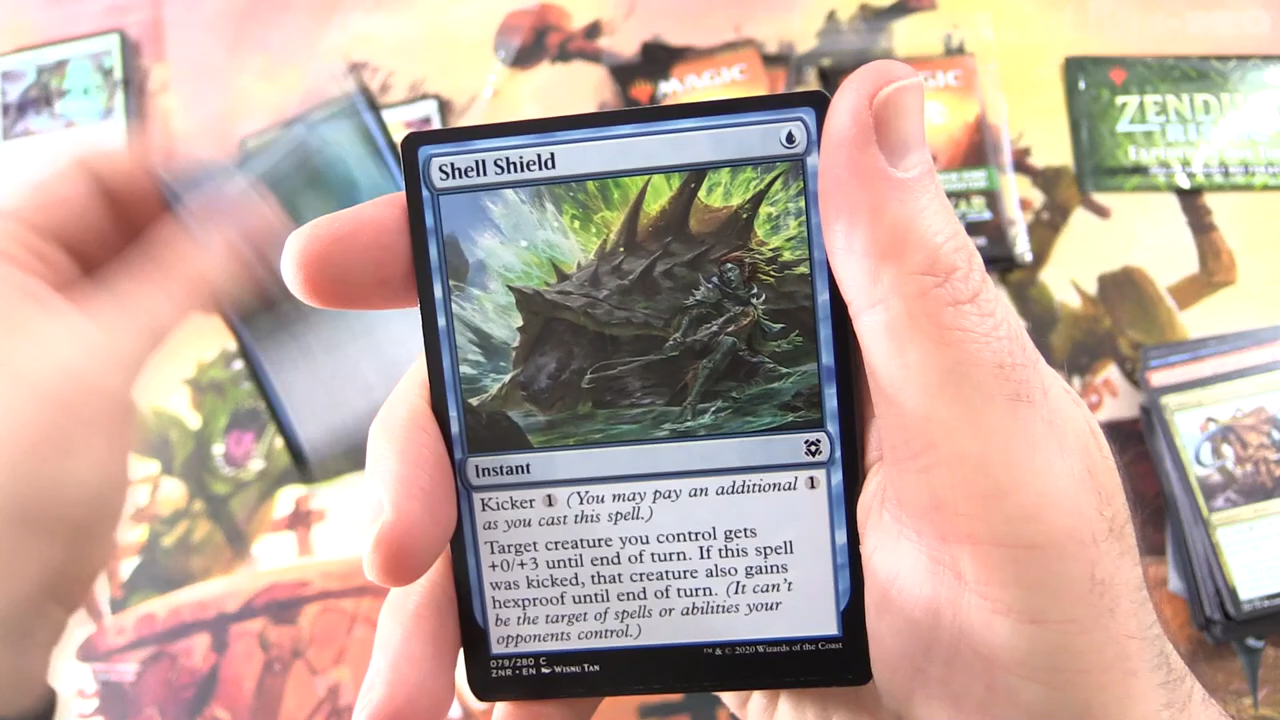 MAGIC
GIC
ZENDI
Shell Shield
Instant
Kicker 1 (You may pay an additional 1
as you cast this spell.)
Target creature you control gets
+0/+3 until end of turn. If this spell
was kicked, that creature also gains
hexproof until end of turn. (It can't
be the target of spells or abilities your
opponents control.)
079/280 C
ZNR • EN Wisnu Tan
™ & © 2020 Wizards of the Coast